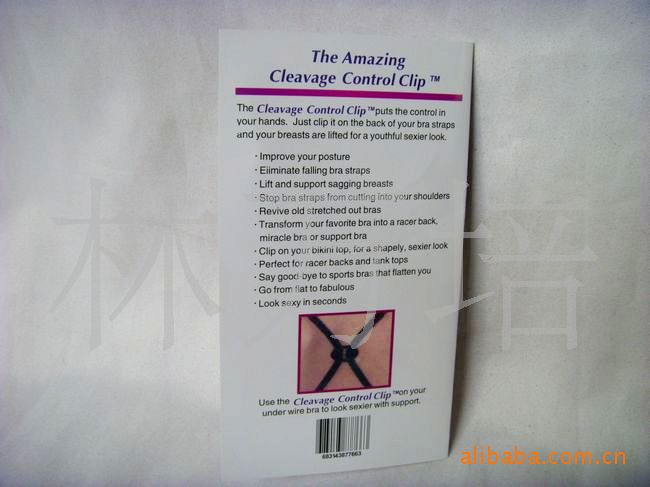 The Amazing
Cleavage Control Clip ™
The Cleavage Control Clip™ puts the control in
your hands. Just clip it on the back of your bra straps
and your breasts are lifted for a youthful sexier look.
· Improve your posture
· Eiiminate falling bra straps
· Lift and support sagging breasts
· Stop bra straps from cutting into your shoulders
· Revive old stretched out bras
· Transform your favorite bra into a racer back,
miracle bra or support bra
· Clip on your bikini top, for a shapely, sexier look
· Perfect for racer backs and tank tops
· Say good-bye to sports bras that flatten you
· Go from flat to fabulous
· Look sexy in seconds
Use the Cleavage Control Clip™ on your
under wire bra to look sexier with support.
alibaba.com.cn